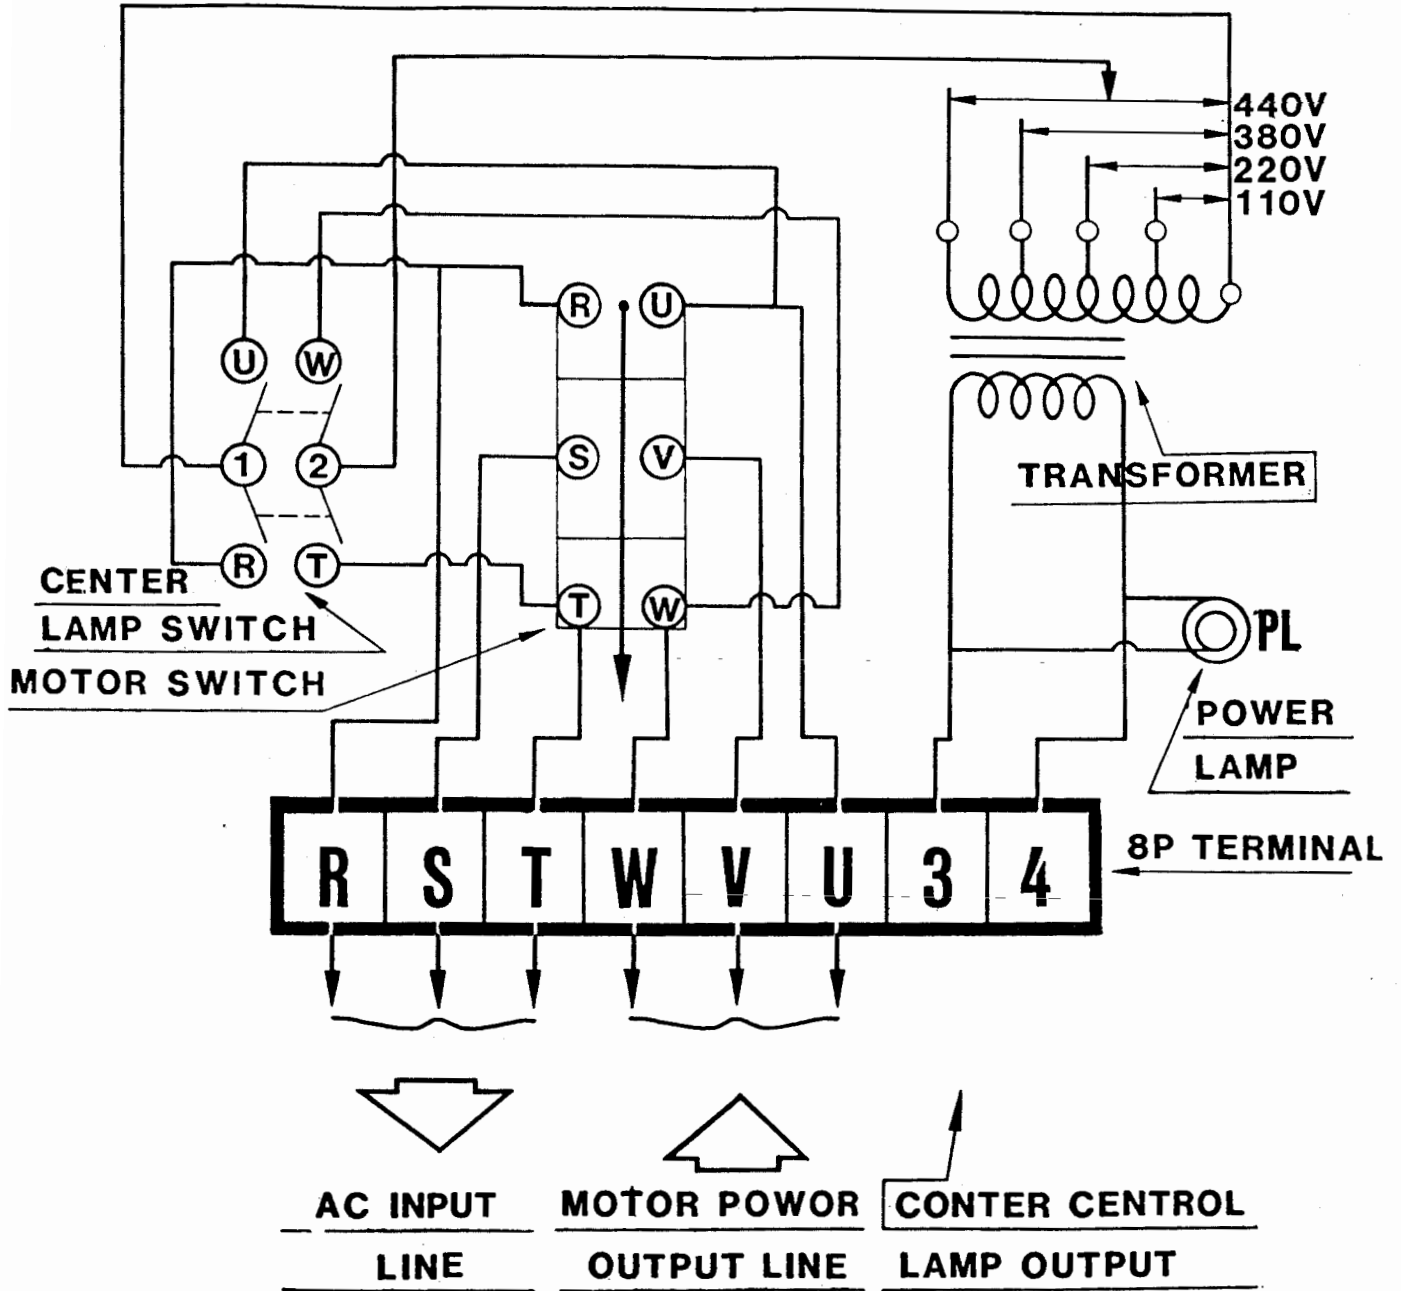 440V
380V
220V
110V
R U
U W
S V
1 2
TRANSFORMER
R T
CENTER
LAMP SWITCH
T W
PL
MOTOR SWITCH
POWER
LAMP
8P TERMINAL
R S T W V U 3 4
AC INPUT
LINE
MOTOR POWOR
OUTPUT LINE
CONTER CENTROL
LAMP OUTPUT